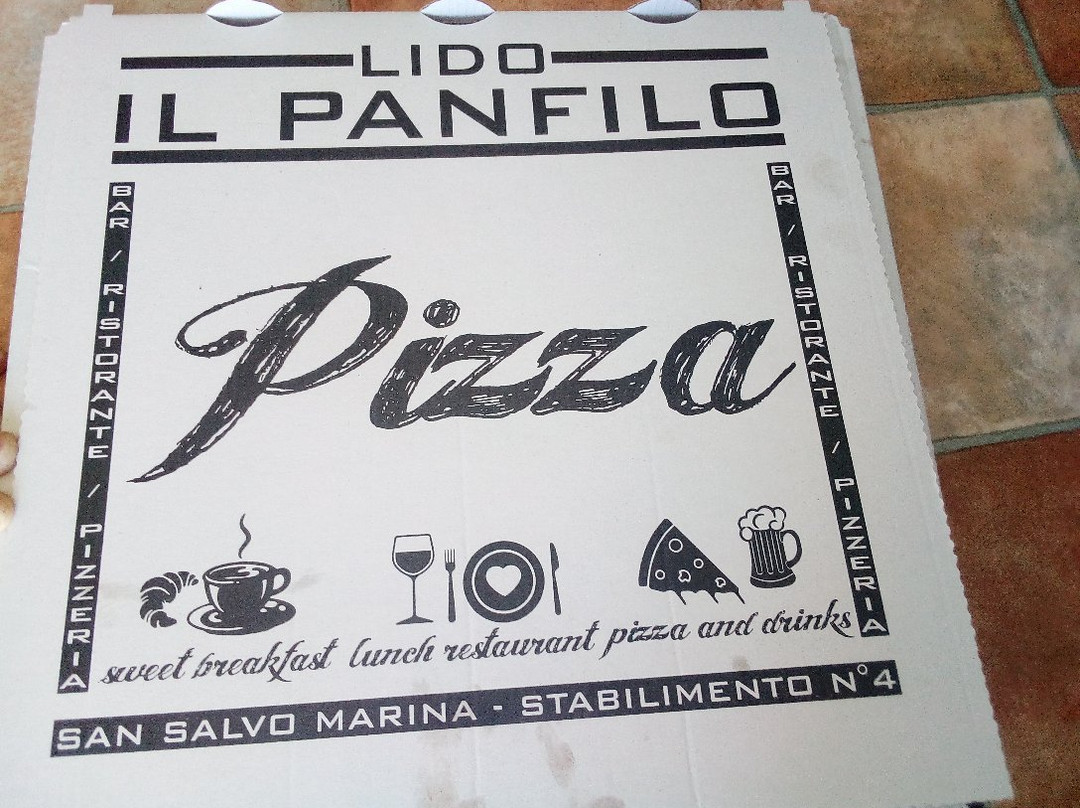 LIDO
IL PANFILO
BAR / RISTORANTE / PIZZERIA
BAR / RISTORANTE / PIZZERIA
Pizza
sweet breakfast lunch restaurant pizza and drinks
SAN SALVO MARINA - STABILIMENTO N°4